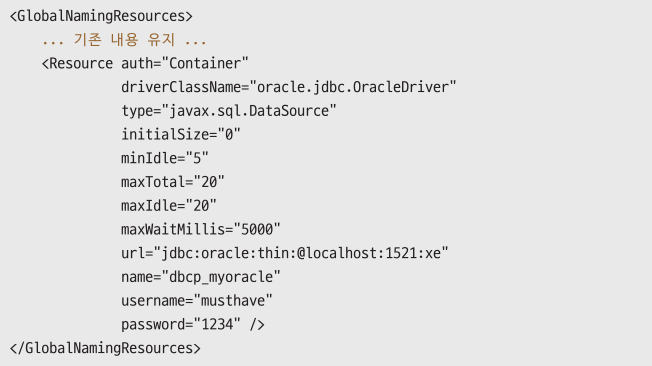 <GlobalNamingResources>
... 기존 내용 유지 ...
<Resource auth="Container"
driverClassName="oracle.jdbc.OracleDriver"
type="javax.sql.DataSource"
initialSize="0"
minIdle="5"
maxTotal="20"
maxIdle="20"
maxWaitMillis="5000"
url="jdbc:oracle:thin:@localhost:1521:xe"
name="dbcp_myoracle"
username="musthave"
password="1234" />
</GlobalNamingResources>